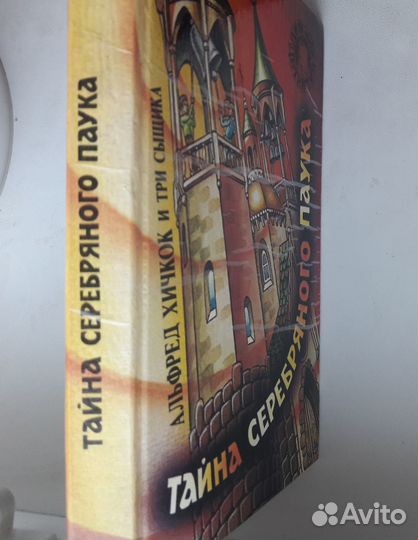 ТАЙНА СЕРЕБРЯНОГО ПАУКА
АЛЬФРЕД ХИЧКОК И ТРИ СЫЩИКА
ТАЙНА СЕРЕБРЯНОГО ПАУКА
Avito